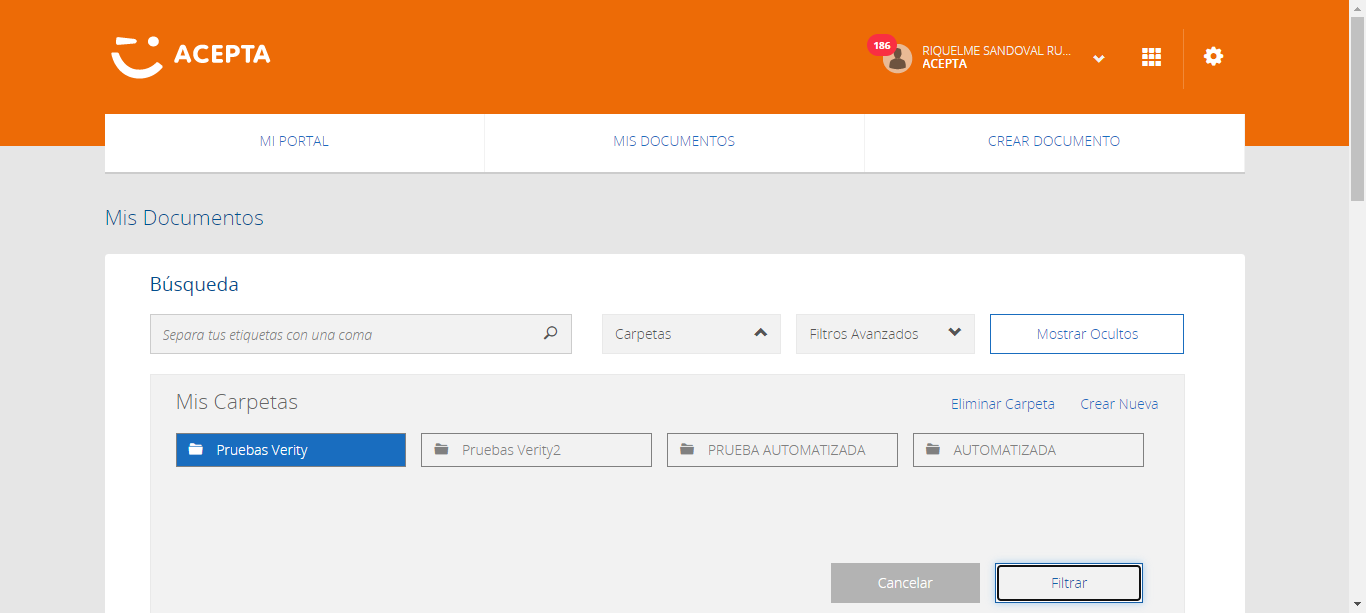 ACEPTA
186
RIQUELME SANDOVAL RU...
ACEPTA
MI PORTAL
MIS DOCUMENTOS
CREAR DOCUMENTO
Mis Documentos
Búsqueda
Separa tus etiquetas con una coma
Carpetas
Filtros Avanzados
Mostrar Ocultos
Mis Carpetas
Eliminar Carpeta
Crear Nueva
Pruebas Verity
Pruebas Verity2
PRUEBA AUTOMATIZADA
AUTOMATIZADA
Cancelar
Filtrar